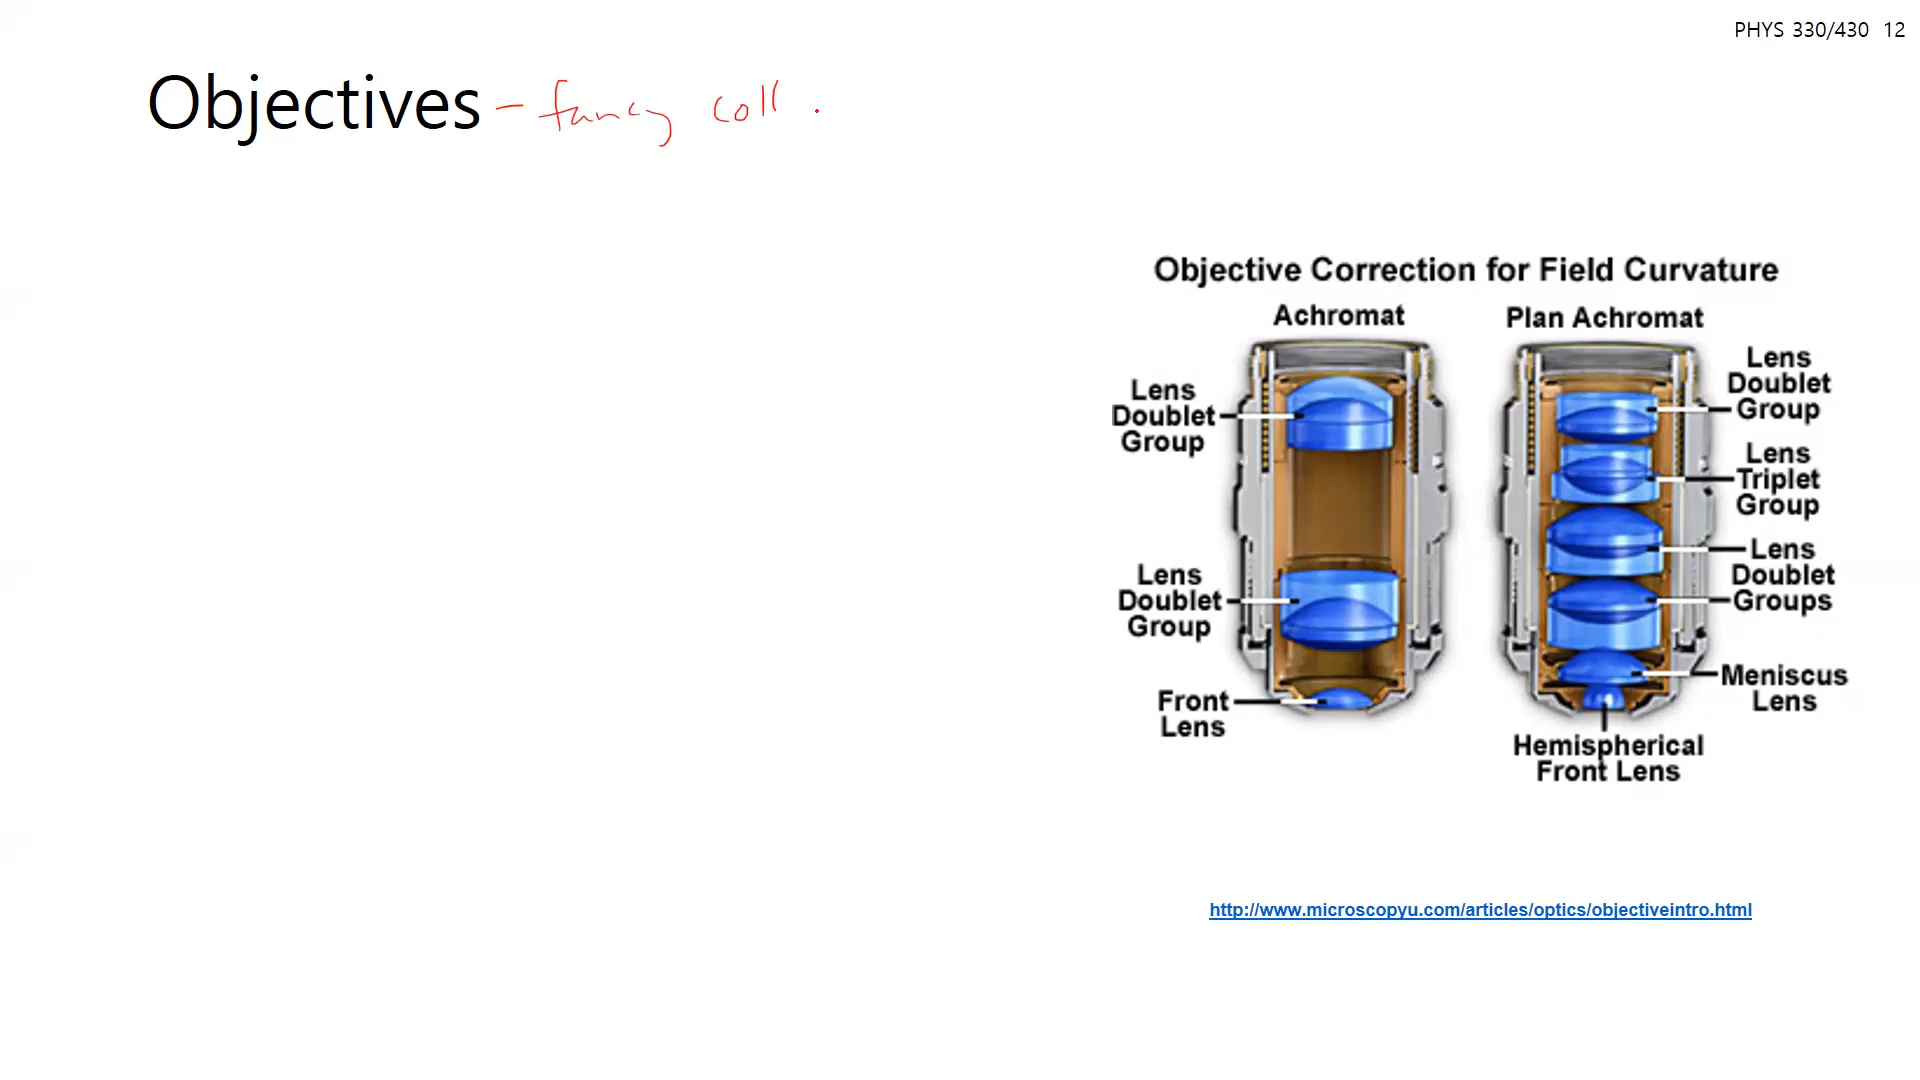 PHYS 330/430 12
Objectives - fancy coll.
Objective Correction for Field Curvature
Achromat
Lens
Doublet
Group
Lens
Doublet
Group
Front
Lens
Plan Achromat
Lens
Doublet
Group
Lens
Triplet
Group
Lens
Doublet
Groups
Meniscus
Lens
Hemispherical
Front Lens
http://www.microscopyu.com/articles/optics/objectiveintro.html